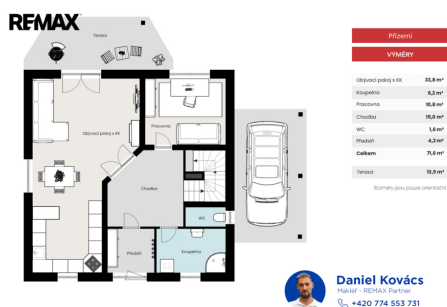 RE/MAX
Terasa
Obývací pokoj s KK
Pracovna
Chodba
WC
Předsíň
Koupelna
Přízemí
VÝMĚRY
Obývací pokoj s KK 33,8 m²
Koupelna 6,2 m²
Pracovna 10,8 m²
Chodba 15,0 m²
WC 1,6 m²
Předsíň 4,2 m²
Celkem 71,6 m²
Terasa 13,9 m²
Rozměry jsou pouze orientační
Daniel Kovács
Makléř - REMAX Partner
+420 774 553 731